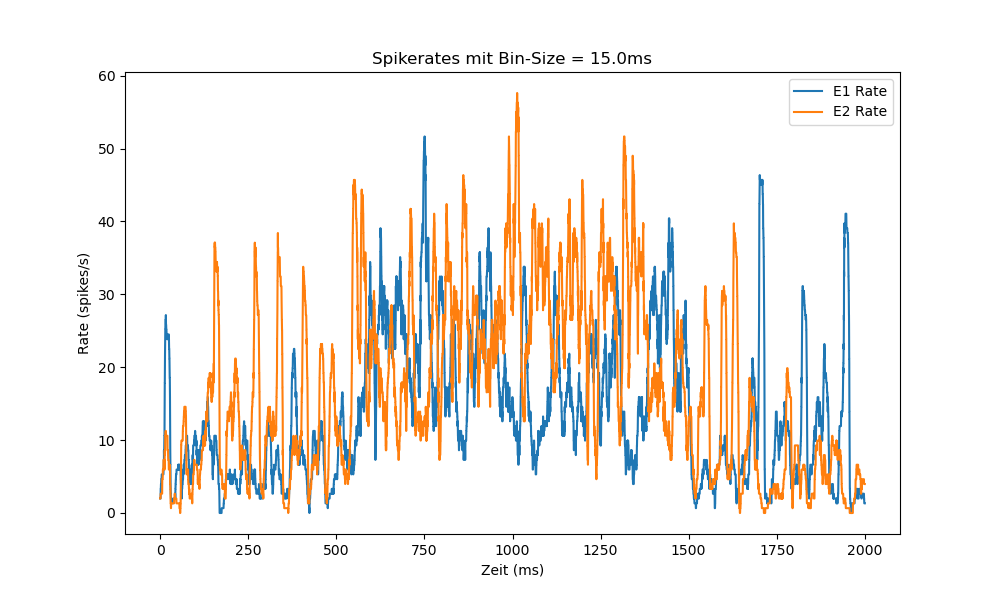 Spikerates mit Bin-Size = 15.0ms
E1 Rate
E2 Rate
60
50
40
30
20
10
0
Rate (spikes/s)
0 250 500 750 1000 1250 1500 1750 2000
Zeit (ms)